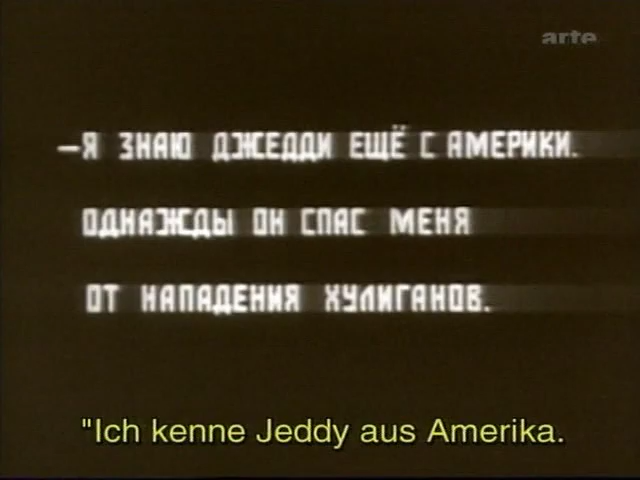 arte
—Я ЗНАЮ ДЖЕДДИ ЕЩЁ С АМЕРИКИ.
ОДНАЖДЫ ОН СПАС МЕНЯ
ОТ НАПАДЕНИЯ ХУЛИГАНОВ.
"Ich kenne Jeddy aus Amerika.